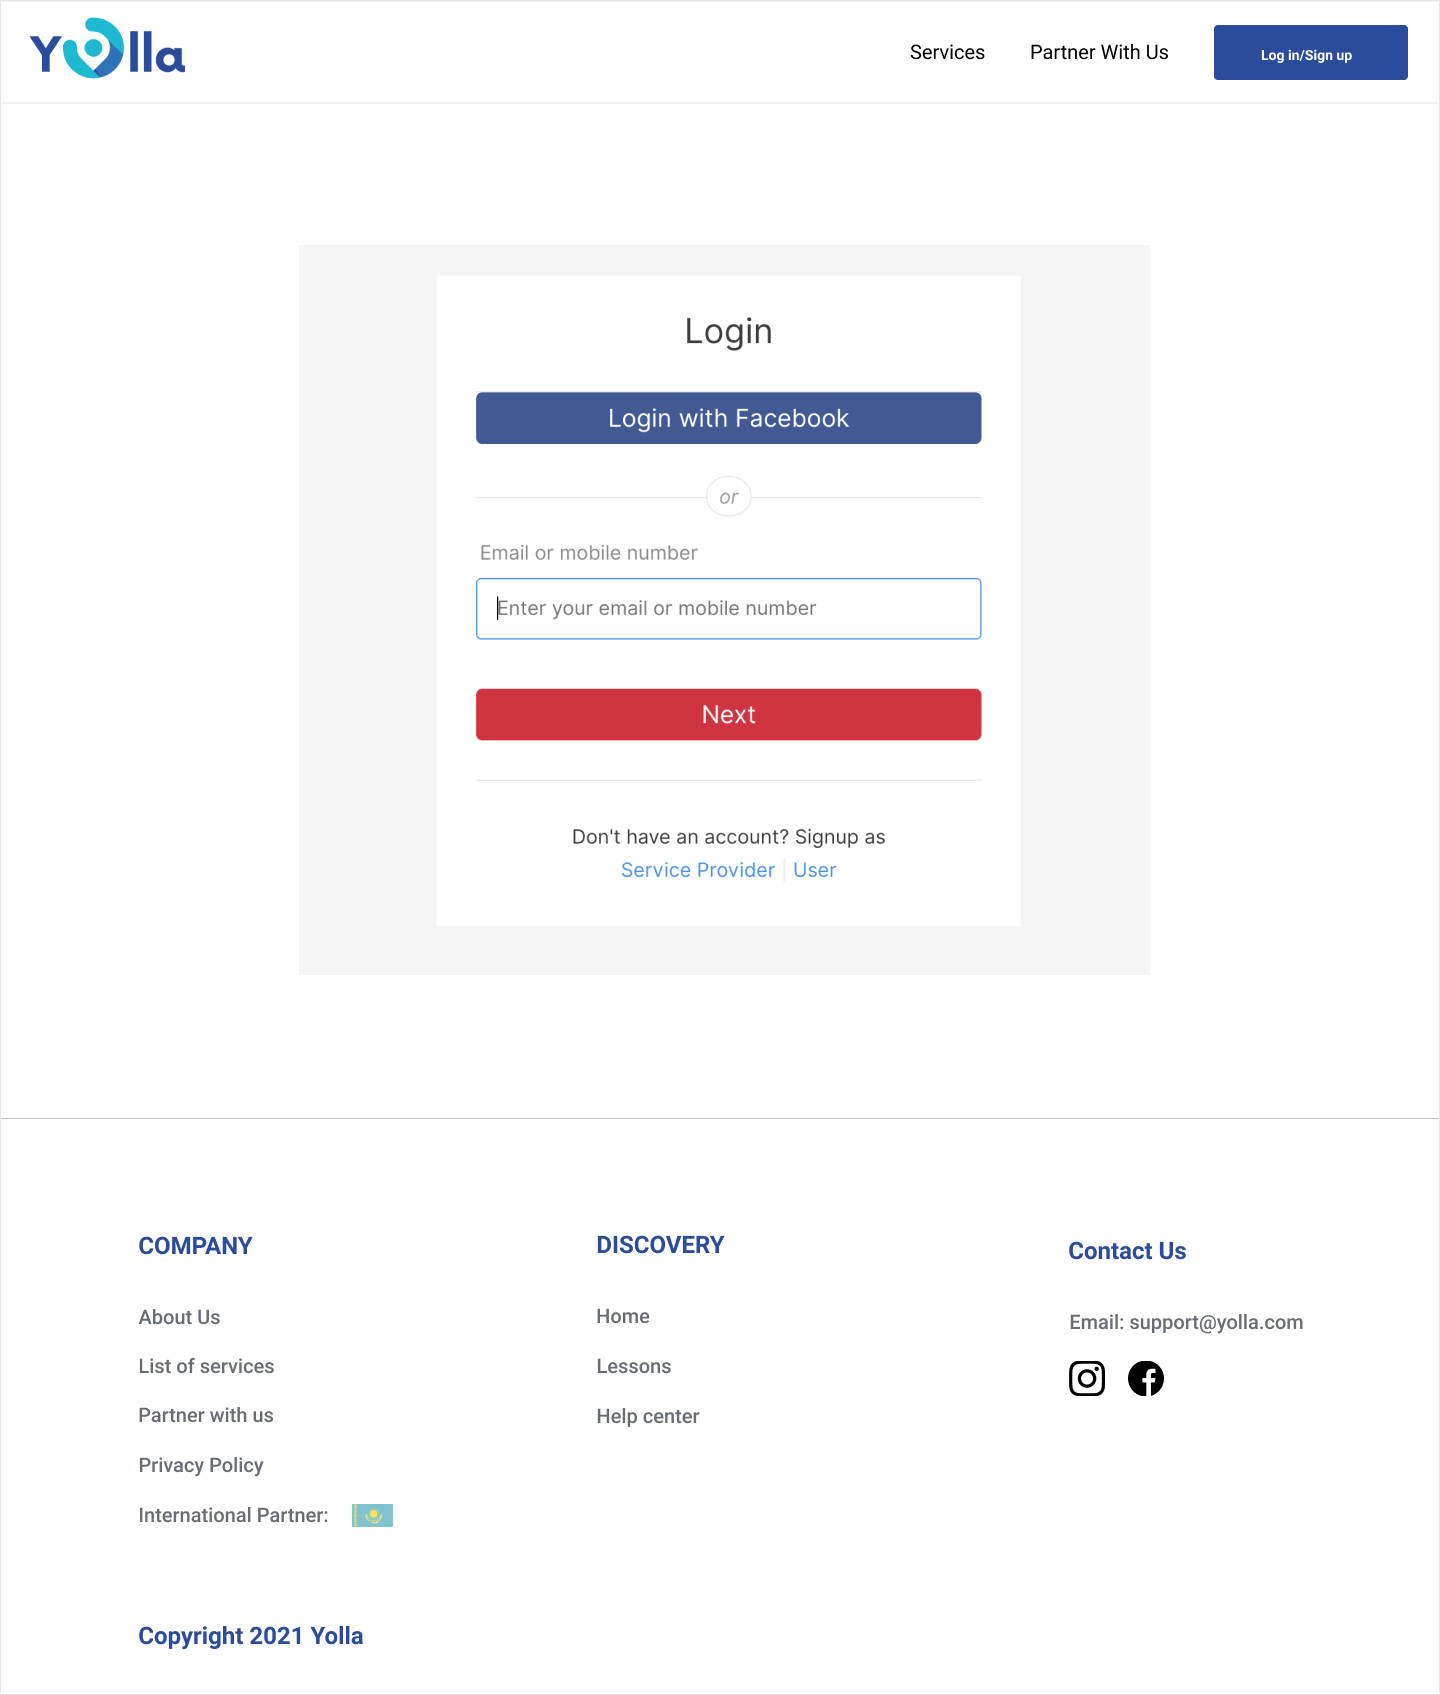 Yolla
Services
Partner With Us
Log in/Sign up
Login
Login with Facebook
or
Email or mobile number
Enter your email or mobile number
Next
Don't have an account? Signup as
Service Provider User
COMPANY
About Us
List of services
Partner with us
Privacy Policy
International Partner:
DISCOVERY
Home
Lessons
Help center
Contact Us
Email: support@yolla.com
Copyright 2021 Yolla